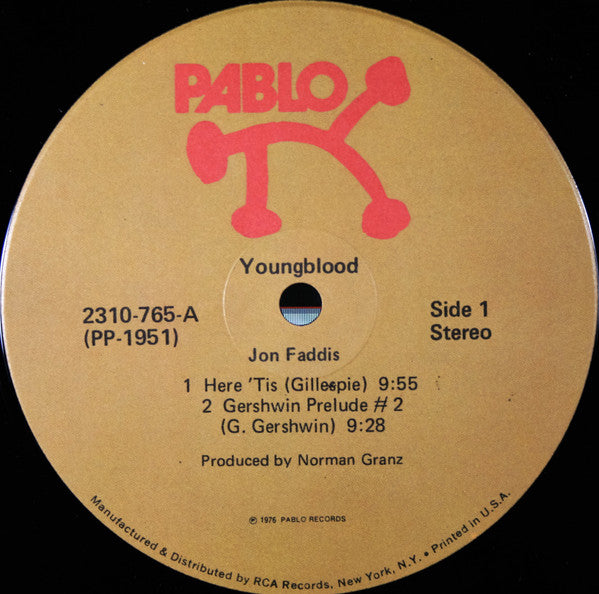 PABLO
Youngblood
2310-765-A
(PP-1951)
Side 1
Stereo
Jon Faddis
1 Here 'Tis (Gillespie) 9:55
2 Gershwin Prelude # 2
(G. Gershwin) 9:28
Produced by Norman Granz
℗ 1976 PABLO RECORDS
Manufactured & Distributed by RCA Records, New York, N.Y. • Printed in U.S.A.